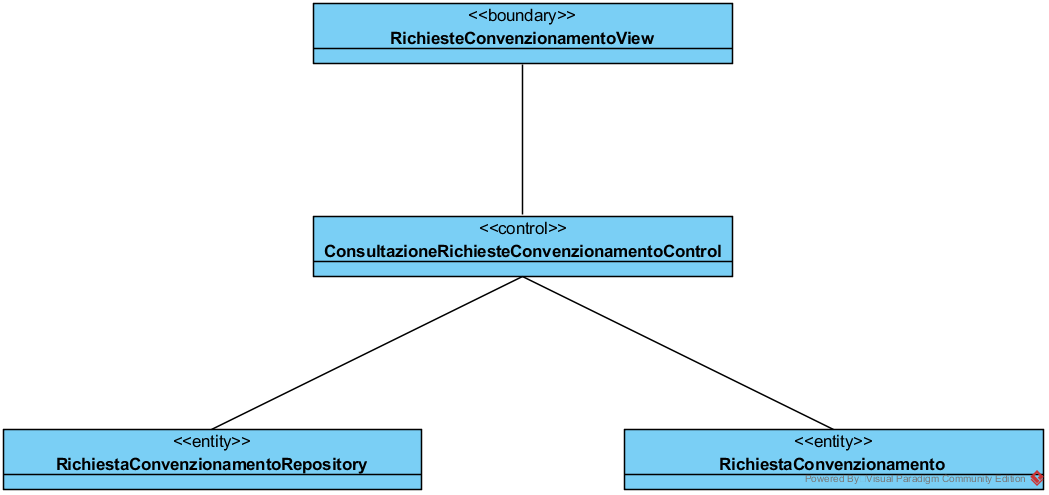 <<boundary>>
RichiesteConvenzionamentoView
<<control>>
ConsultazioneRichiesteConvenzionamentoControl
<<entity>>
RichiestaConvenzionamentoRepository
<<entity>>
RichiestaConvenzionamento
Powered By Visual Paradigm Community Edition